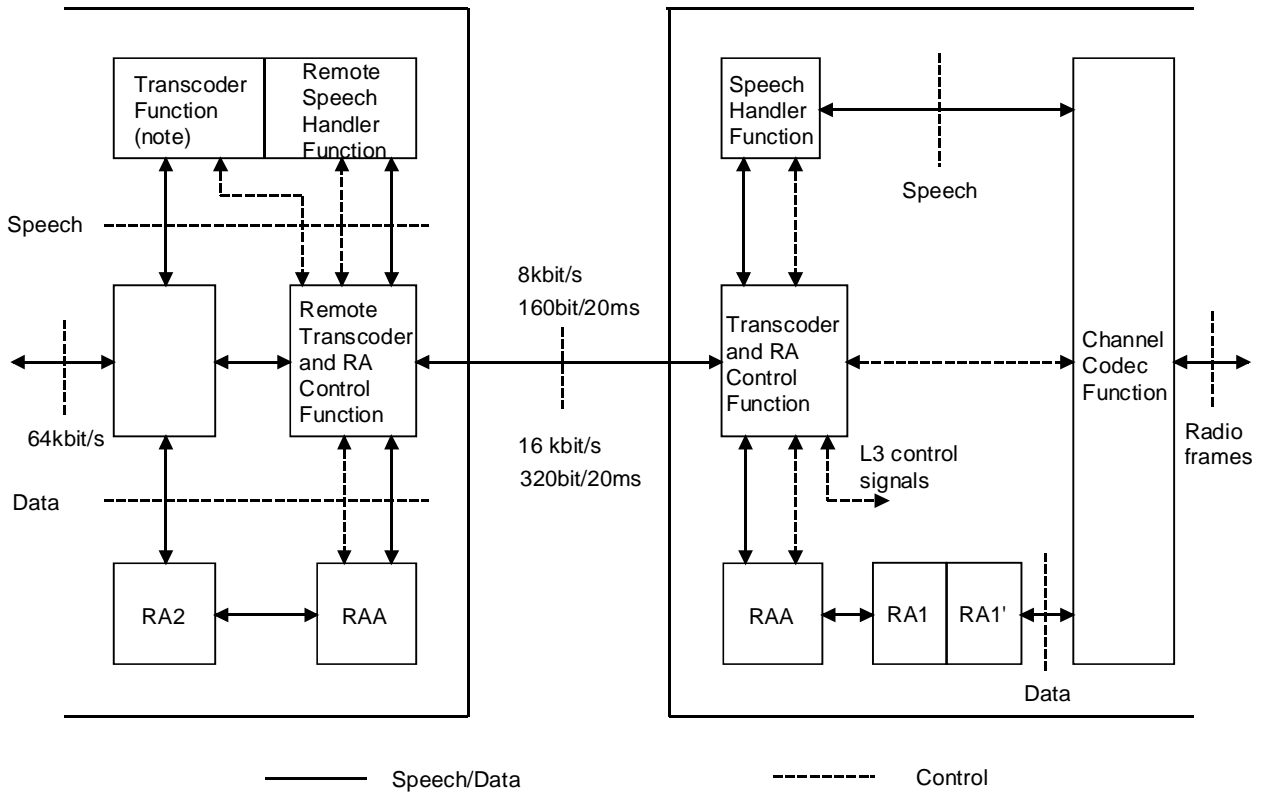 Transcoder
Function
(note)
Remote
Speech
Handler
Function
Speech
64kbit/s
Remote
Transcoder
and RA
Control
Function
Data
RA2
RAA
8kbit/s
160bit/20ms
16 kbit/s
320bit/20ms
Speech
Handler
Function
Speech
Transcoder
and RA
Control
Function
L3 control
signals
Channel
Codec
Function
Radio
frames
RAA
RA1
RA1'
Data
Speech/Data
Control